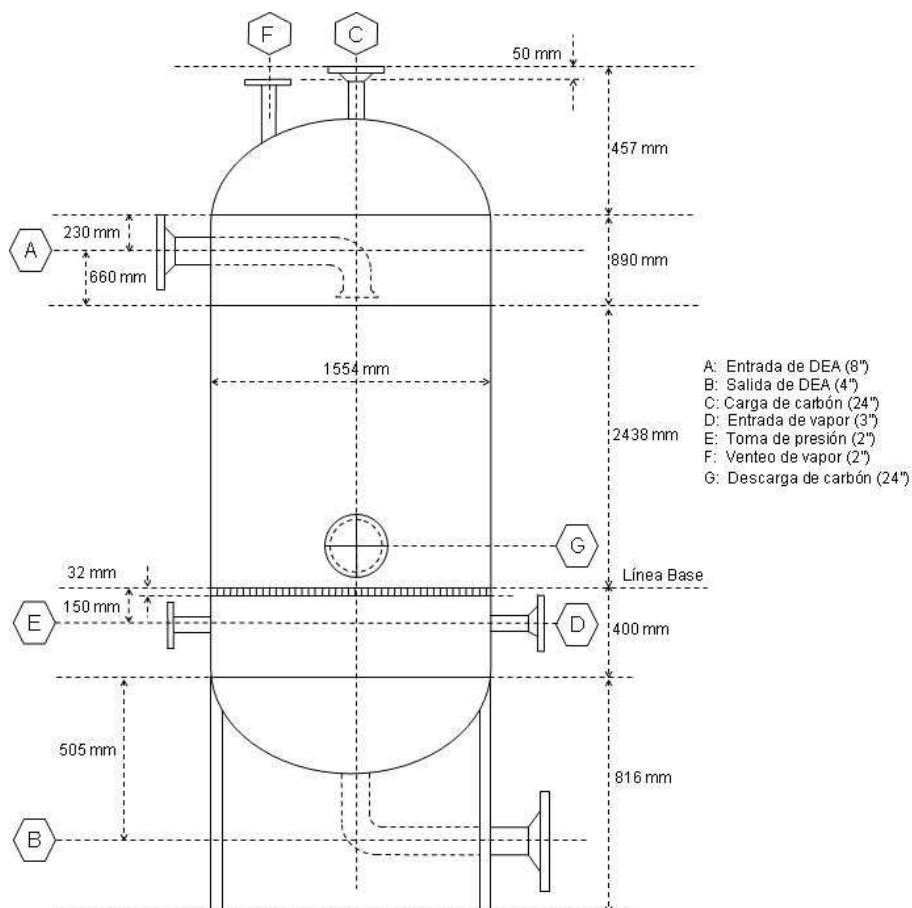 F
C
50 mm
457 mm
230 mm
A
660 mm
890 mm
1554 mm
A: Entrada de DEA (8")
B: Salida de DEA (4")
C: Carga de carbón (24")
D: Entrada de vapor (3")
E: Toma de presión (2")
F: Venteo de vapor (2")
G: Descarga de carbón (24")
2438 mm
G
32 mm
Línea Base
150 mm
E
D
400 mm
505 mm
816 mm
B